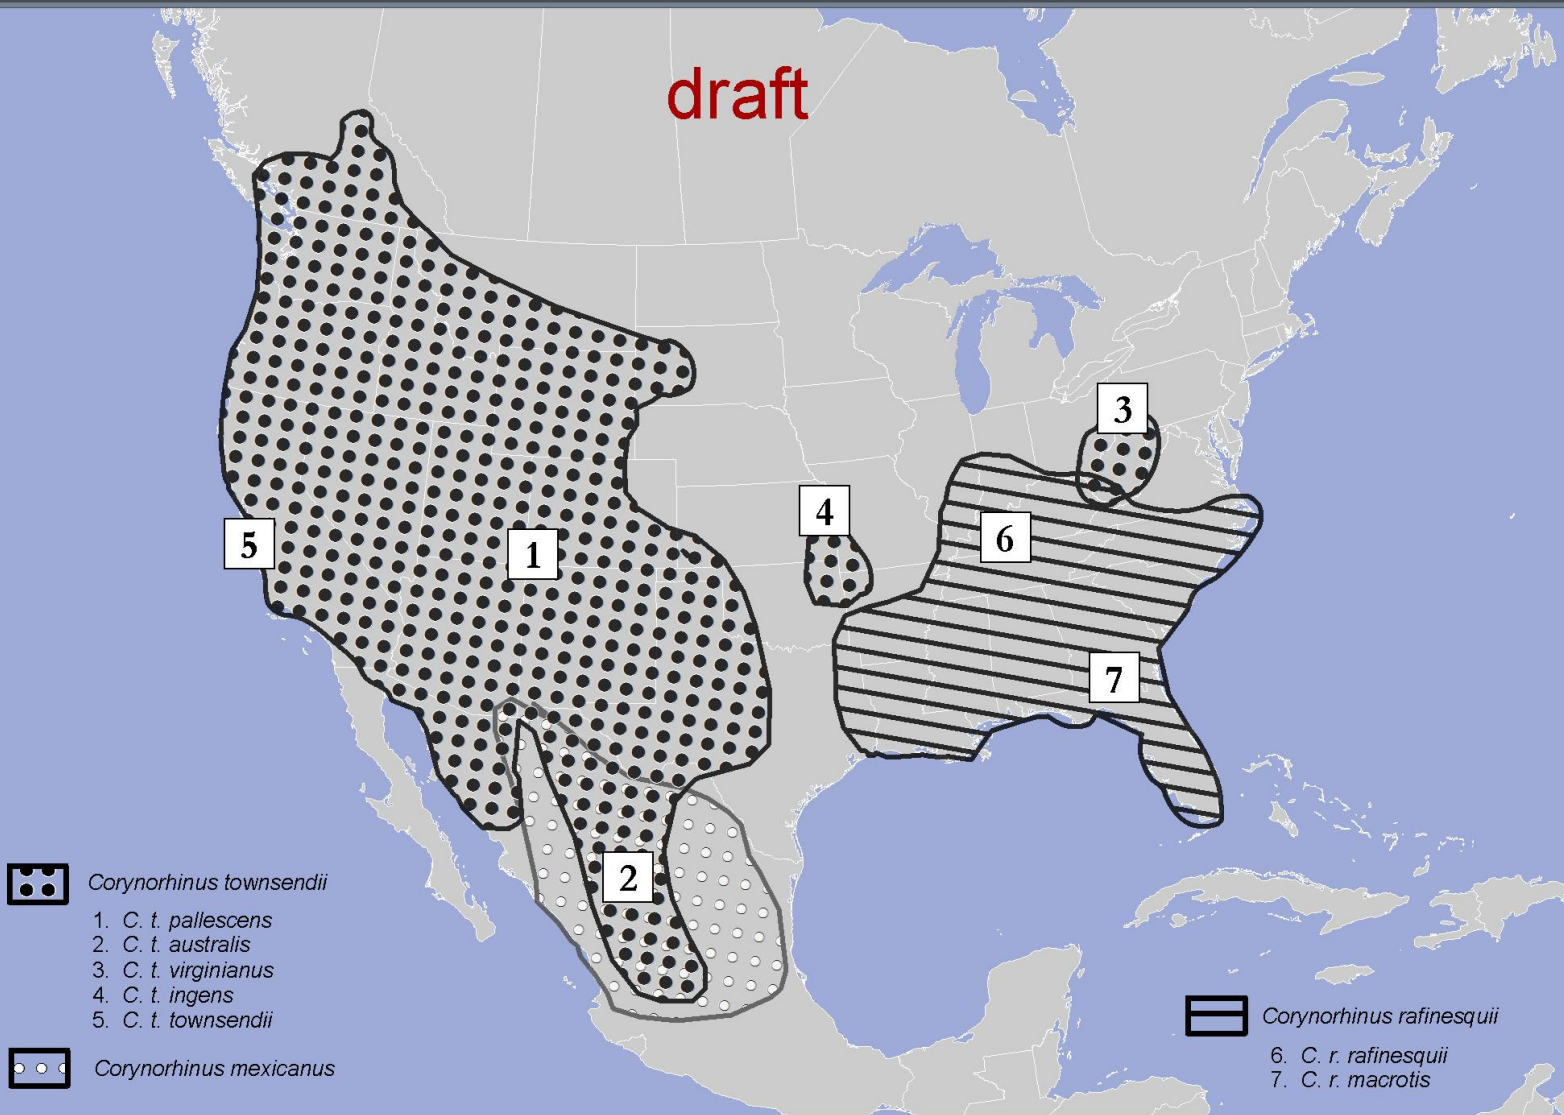 draft
3
4
6
5
1
7
2
Corynorhinus townsendii
1. C. t. pallescens
2. C. t. australis
3. C. t. virginianus
4. C. t. ingens
5. C. t. townsendii
Corynorhinus mexicanus
Corynorhinus rafinesquii
6. C. r. rafinesquii
7. C. r. macrotis